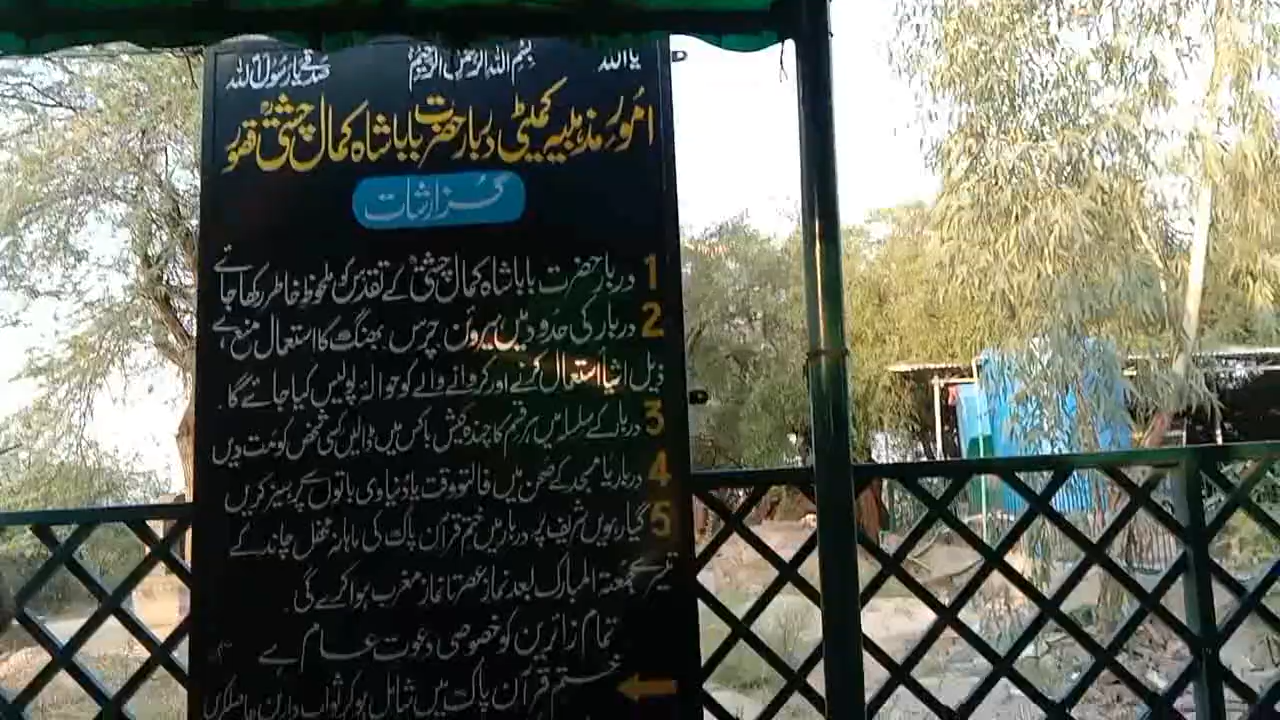 یا اللہ بسم اللہ الرحمن الرحیم صدقے یا رسول اللہ
امور مذہبیہ کمیٹی دربار حضرت بابا شاہ کمال چشتیؒ قصور
گزارشات
1 دربار حضرت بابا شاہ کمال چشتیؒ کے تقدس کو ملحوظ خاطر رکھا جائے
2 دربار کی حدود میں ہیروئن، چرس، بھنگ کا استعمال منع ہے
ذیل اشیا استعمال کرنے اور کروانے والے کو حوالہ پولیس کیا جائے گا۔
3 دربار کے سلسلہ میں ہر قسم کا چندہ کیش باکس میں ڈالیں کسی شخص کو مت دیں
4 دربار یا مسجد کے صحن میں فالتو وقت یا دنیاوی باتوں سے پرہیز کریں
5 گیارہویں شریف پر دربار میں ختم قرآن پاک کی ماہانہ محفل چاند کے
تیسرے جمعتہ المبارک بعد نماز عصر تا نماز مغرب ہوا کرے گی۔
تمام زائرین کو خصوصی دعوت عام ہے
ختم قرآن پاک میں شامل ہو کر ثواب دارین حاصل کریں